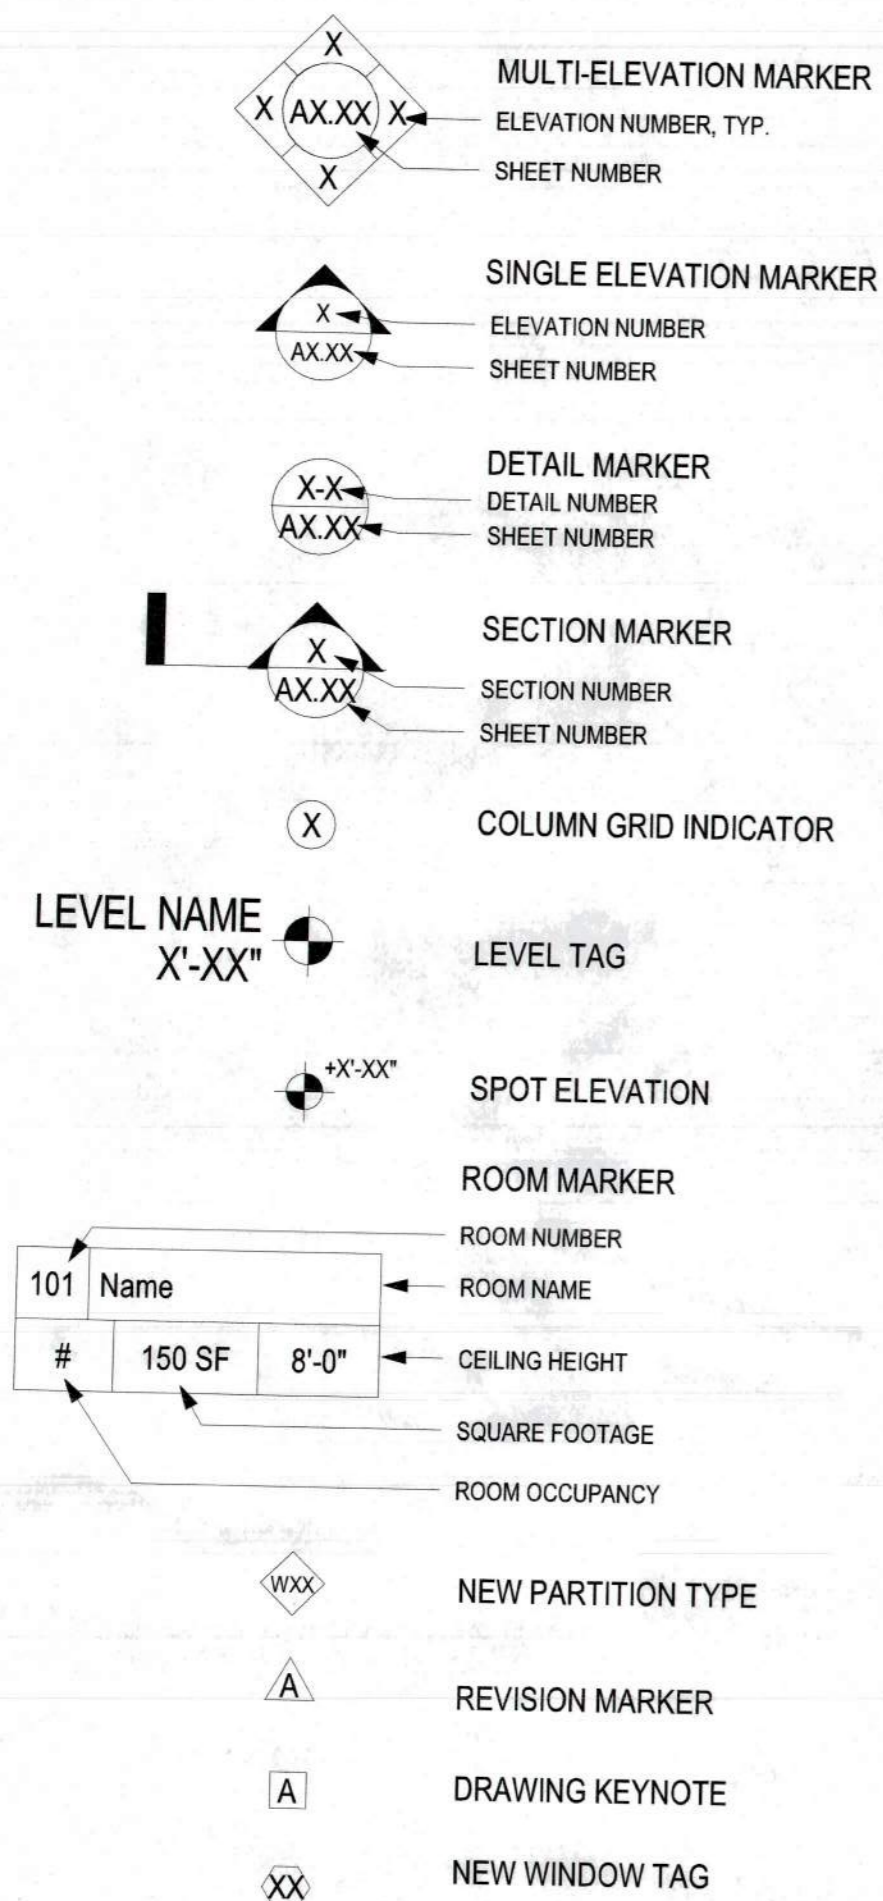 X
MULTI-ELEVATION MARKER
X AX.XX X
ELEVATION NUMBER, TYP.
X
SHEET NUMBER
SINGLE ELEVATION MARKER
X
ELEVATION NUMBER
AX.XX
SHEET NUMBER
DETAIL MARKER
X-X
DETAIL NUMBER
AX.XX
SHEET NUMBER
SECTION MARKER
X
SECTION NUMBER
AX.XX
SHEET NUMBER
X
COLUMN GRID INDICATOR
LEVEL NAME
X'-XX"
LEVEL TAG
+X'-XX"
SPOT ELEVATION
ROOM MARKER
ROOM NUMBER
101 Name
ROOM NAME
# 150 SF 8'-0"
CEILING HEIGHT
SQUARE FOOTAGE
ROOM OCCUPANCY
WXX
NEW PARTITION TYPE
A
REVISION MARKER
A
DRAWING KEYNOTE
XX
NEW WINDOW TAG